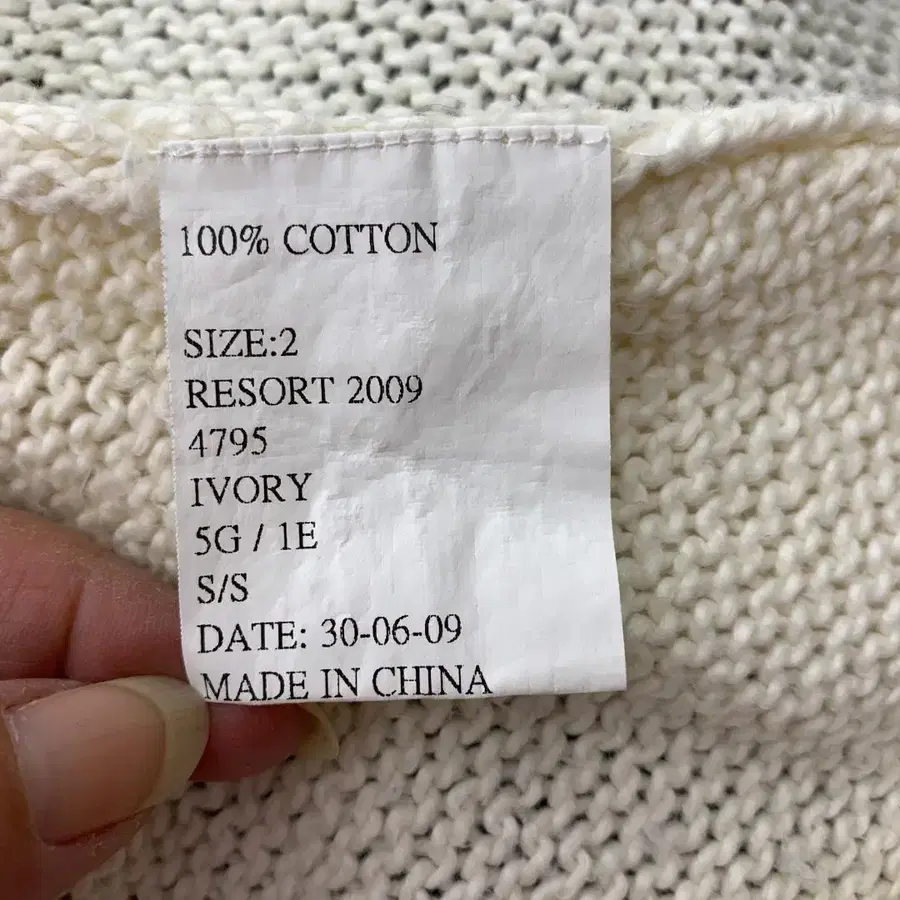 100% COTTON
SIZE:2
RESORT 2009
4795
IVORY
5G / 1E
S/S
DATE: 30-06-09
MADE IN CHINA